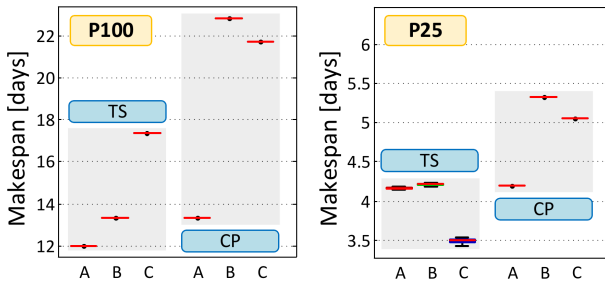 P100
Makespan [days]
22
20
18
16
14
12
TS
CP
A B C A B C
P25
Makespan [days]
6
5.5
5
4.5
4
3.5
TS
CP
A B C A B C